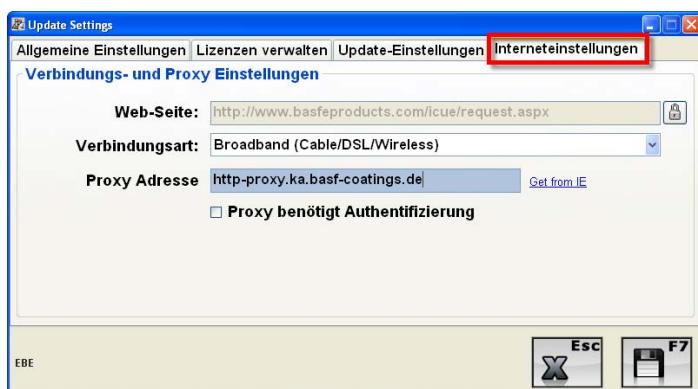 Update Settings
Allgemeine Einstellungen Lizenzen verwalten Update-Einstellungen Interneteinstellungen
Verbindungs- und Proxy Einstellungen
Web-Seite: http://www.basfeproducts.com/icue/request.aspx
Verbindungsart: Broadband (Cable/DSL/Wireless)
Proxy Adresse http-proxy.ka.basf-coatings.de Get from IE
Proxy benötigt Authentifizierung
Esc F7
EBE